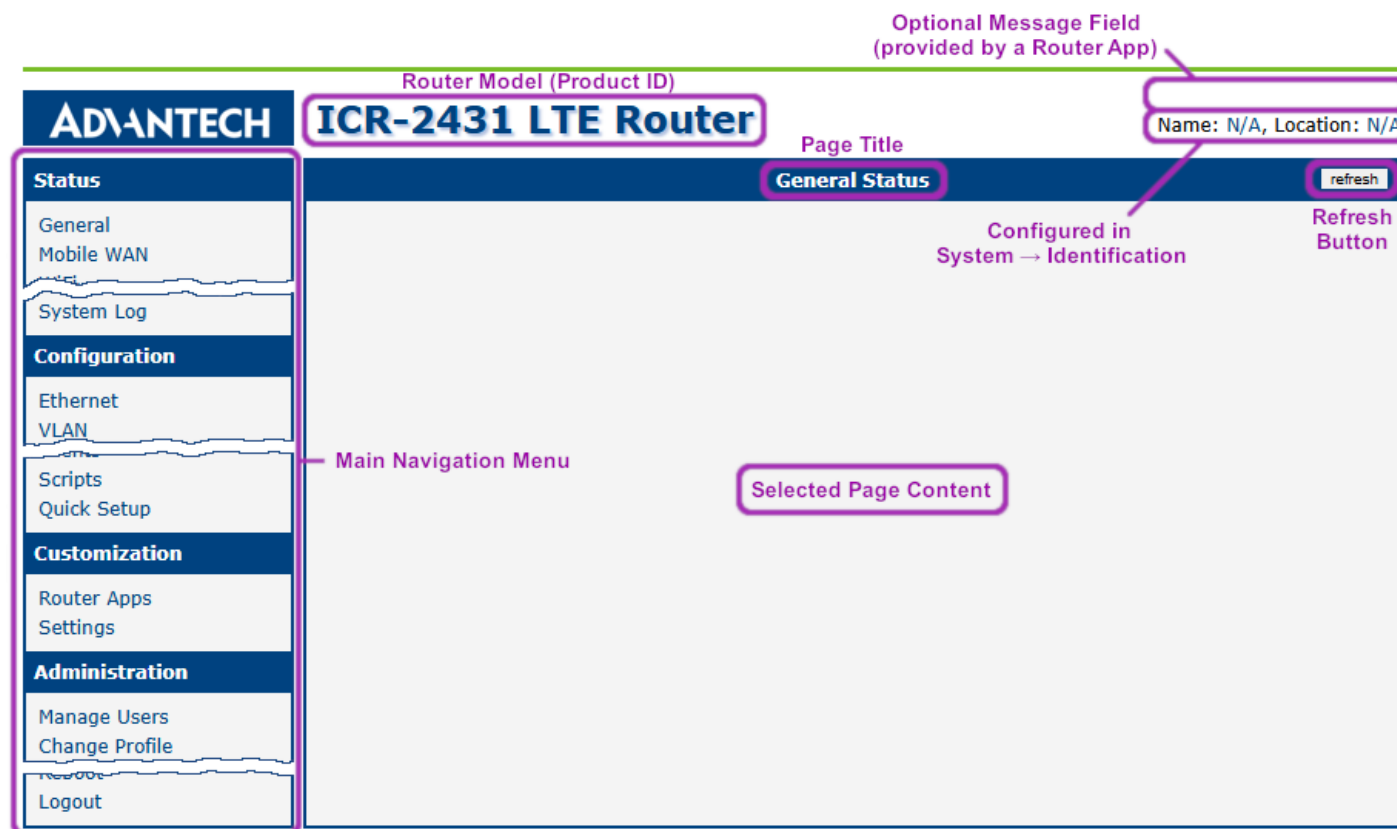 Optional Message Field
(provided by a Router App)
Router Model (Product ID)
ADVANTECH
ICR-2431 LTE Router
Name: N/A, Location: N/A
Page Title
Status
General Status
refresh
General
Mobile WAN
Configured in
System → Identification
Refresh
Button
System Log
Configuration
Ethernet
VLAN
Main Navigation Menu
Scripts
Quick Setup
Selected Page Content
Customization
Router Apps
Settings
Administration
Manage Users
Change Profile
Reboot
Logout